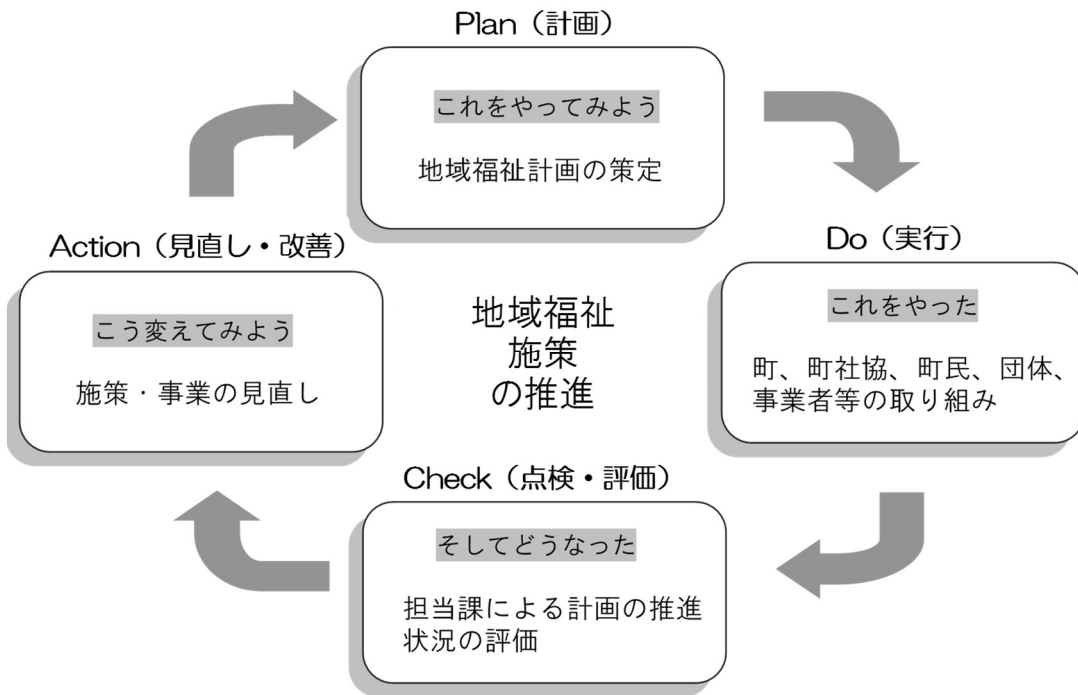 Plan（計画）
これをやってみよう
地域福祉計画の策定
Do（実行）
これをやった
町、町社協、町民、団体、
事業者等の取り組み
Check（点検・評価）
そしてどうなった
担当課による計画の推進
状況の評価
Action（見直し・改善）
こう変えてみよう
施策・事業の見直し
地域福祉
施策
の推進